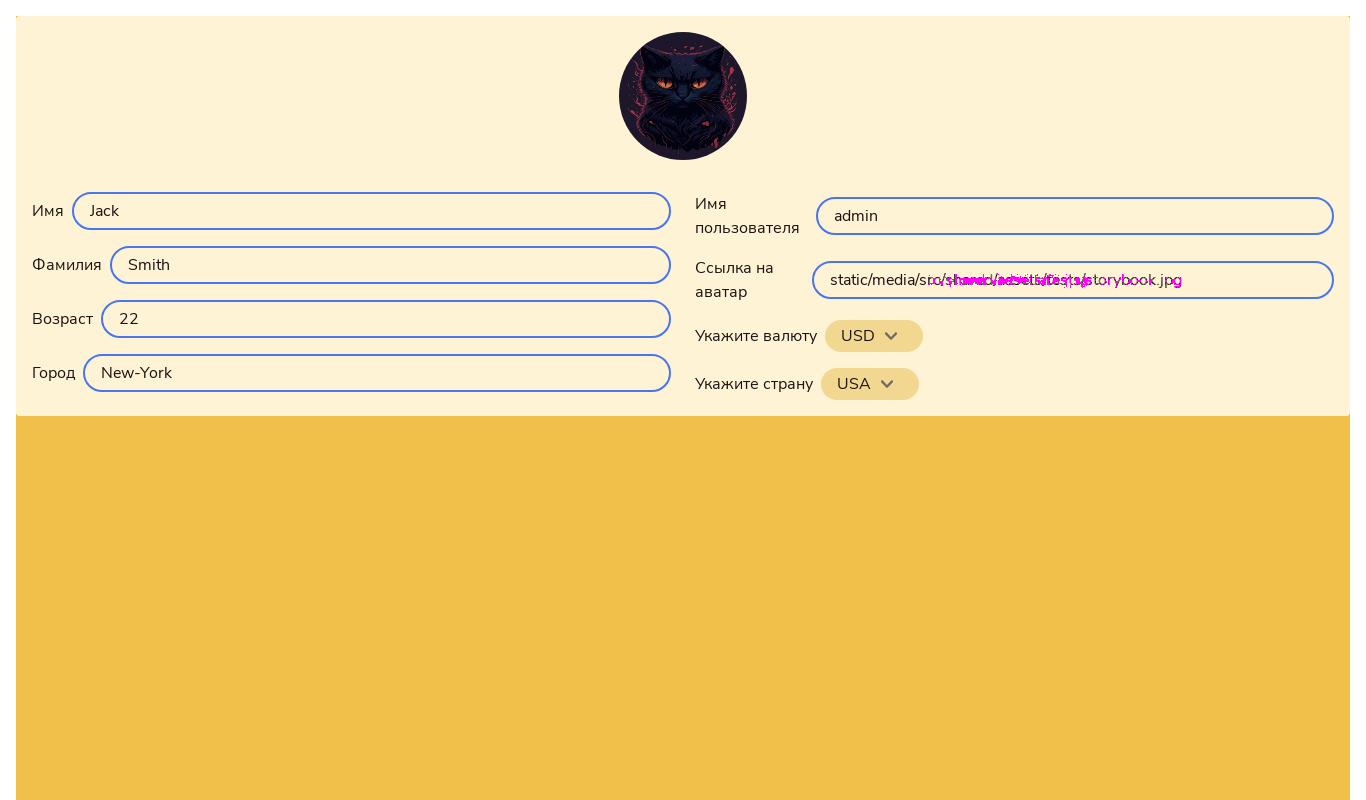 Имя
Jack
Фамилия
Smith
Возраст
22
Город
New-York
Имя
пользователя
admin
Ссылка на
аватар
static/media/src/shared/assets/tests/storybook.jpg
Укажите валюту
USD
Укажите страну
USA